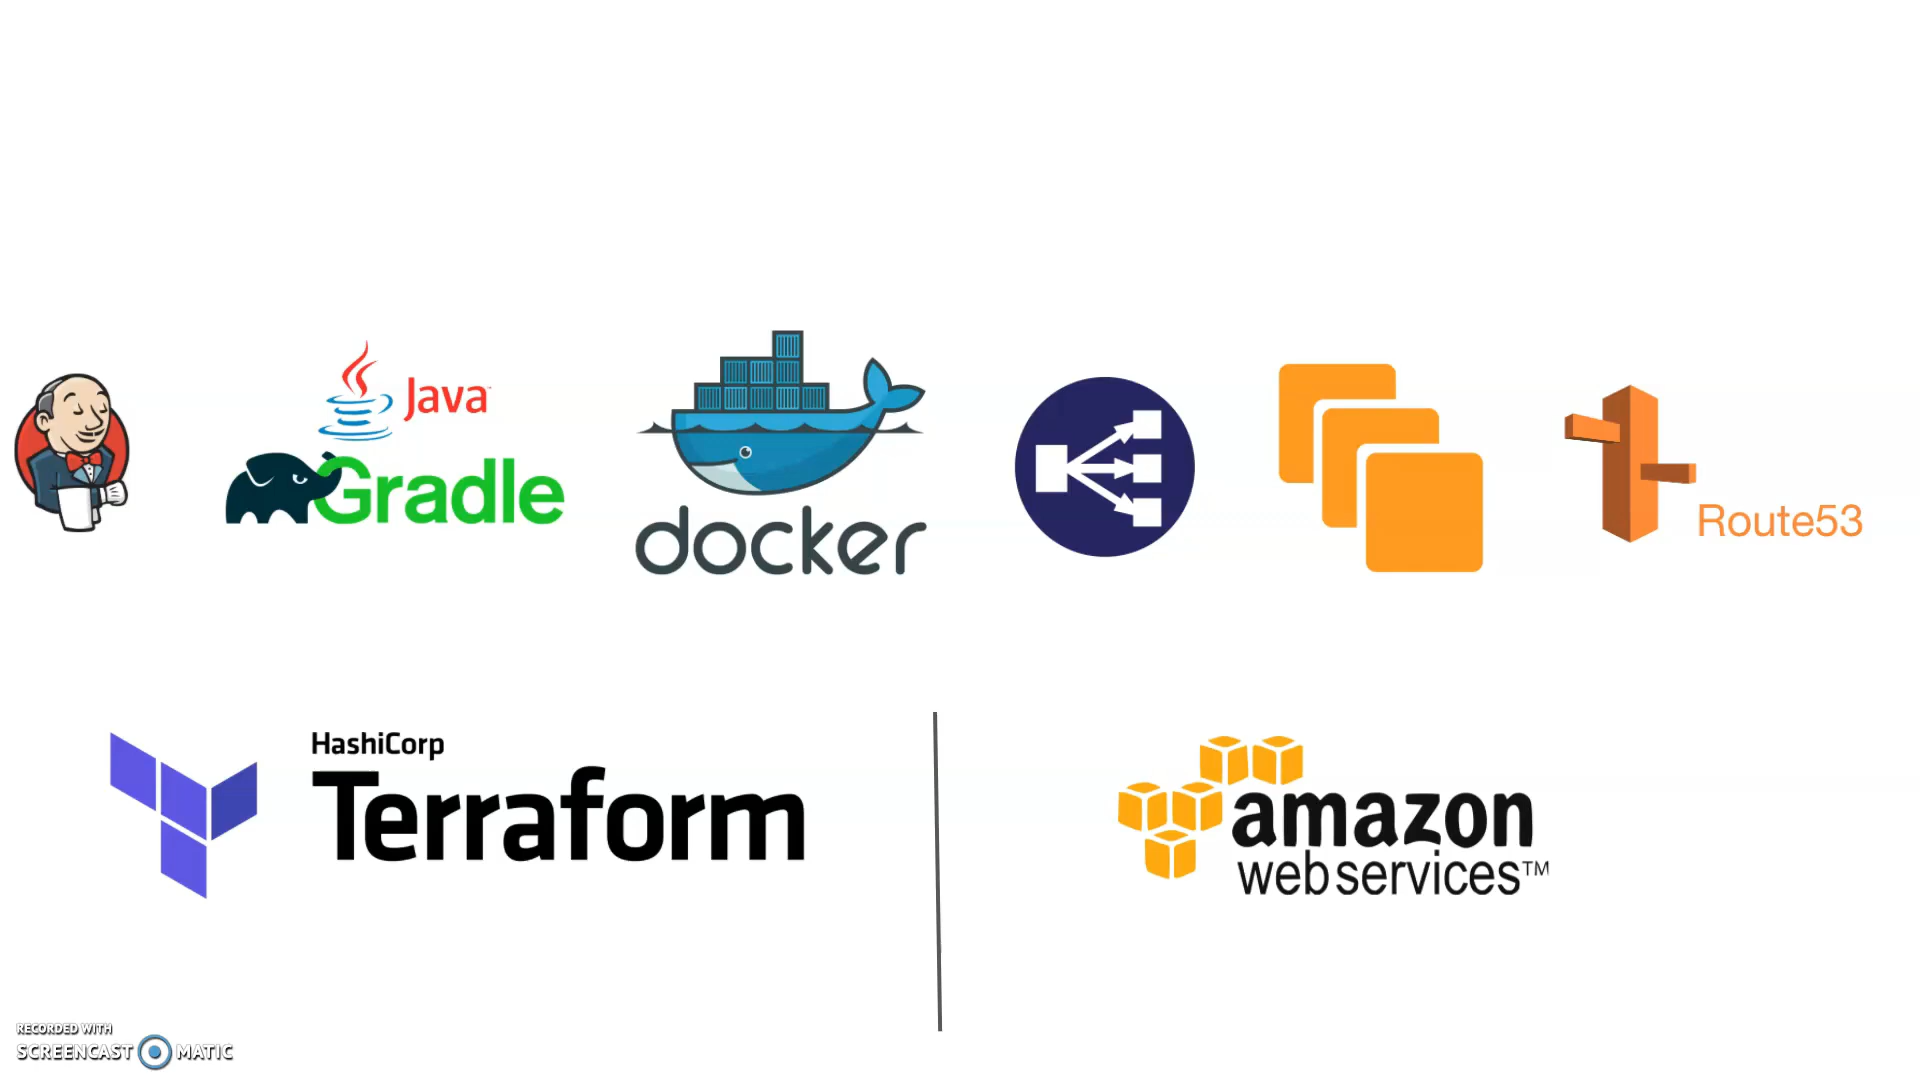 Java
Gradle
docker
Route53
HashiCorp
Terraform
amazon
webservices™
RECORDED WITH
SCREENCAST MATIC